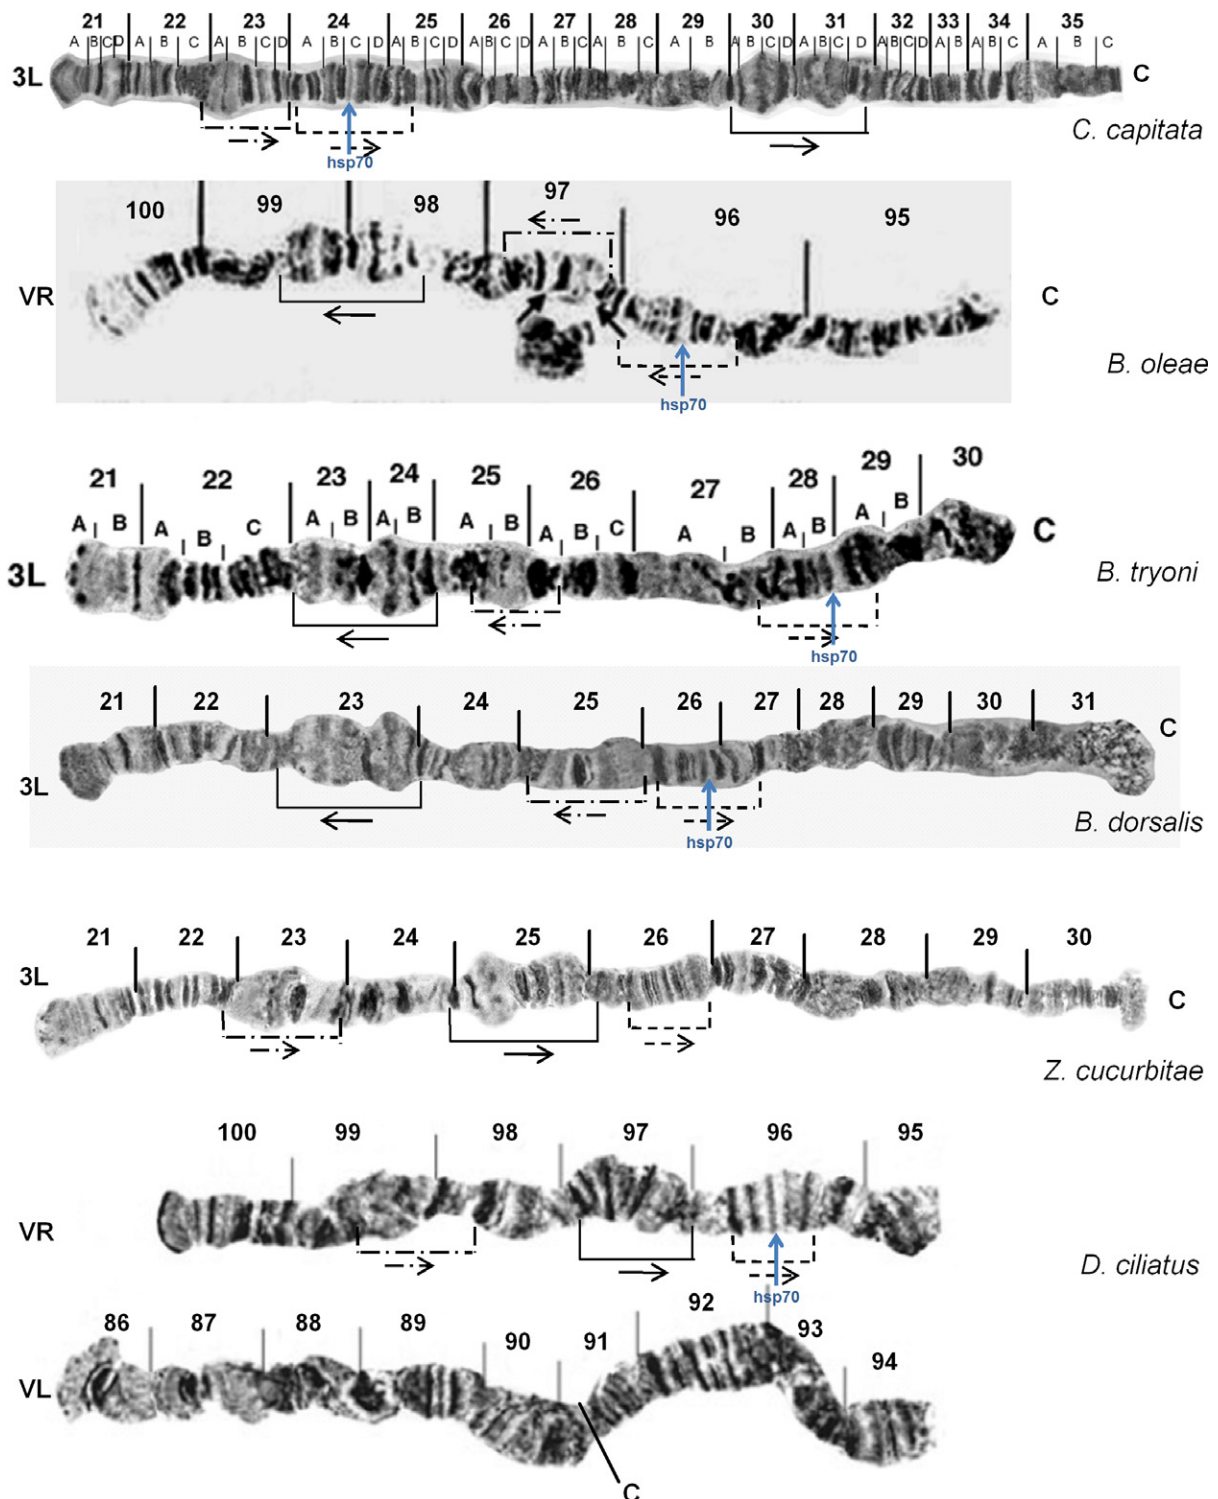 21 22 23 24 25 26 27 28 29 30 31 32 33 34 35
A B C D A B C A B C D A B C D A B C D A B C D A B C A B C A B A B C D A B C D A B C D A B A B C A B C
3L C
C. capitata
hsp70
100 99 98 97 96 95
VR C
B. oleae
hsp70
21 22 23 24 25 26 27 28 29 30
A B A B C A B A B A B A B C A B A B A B
3L C
B. tryoni
hsp70
21 22 23 24 25 26 27 28 29 30 31
3L C
B. dorsalis
hsp70
21 22 23 24 25 26 27 28 29 30
3L C
Z. cucurbitae
100 99 98 97 96 95
VR
D. ciliatus
hsp70
86 87 88 89 90 91 92 93 94
VL
C